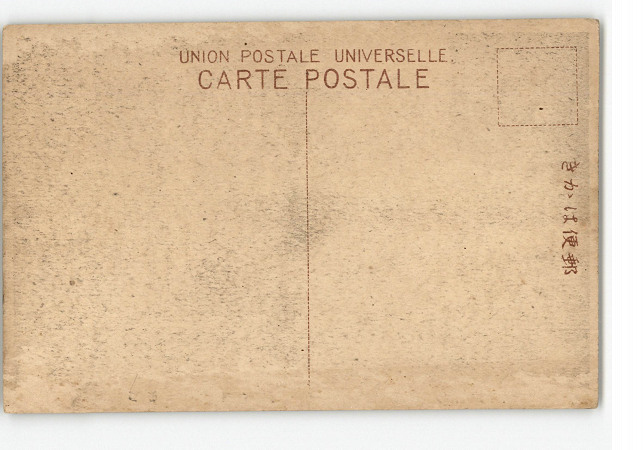 UNION POSTALE UNIVERSELLE
CARTE POSTALE
きかは便郵